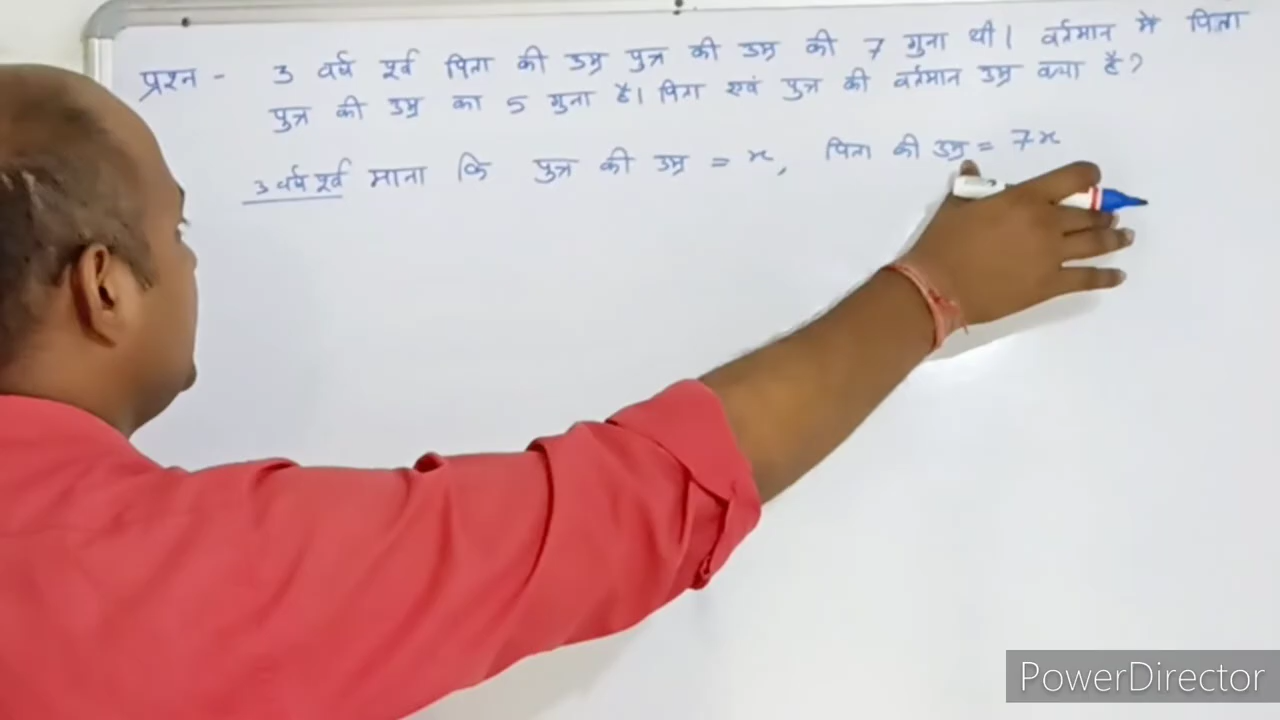 प्रश्न - 3 वर्ष पूर्व पिता की उम्र पुत्र की उम्र की 7 गुना थी। वर्तमान में पिता
पुत्र की उम्र का 5 गुना है। पिता एवं पुत्र की वर्तमान उम्र क्या है?
3 वर्ष पूर्व माना कि पुत्र की उम्र = x, पिता की उम्र = 7x
PowerDirector